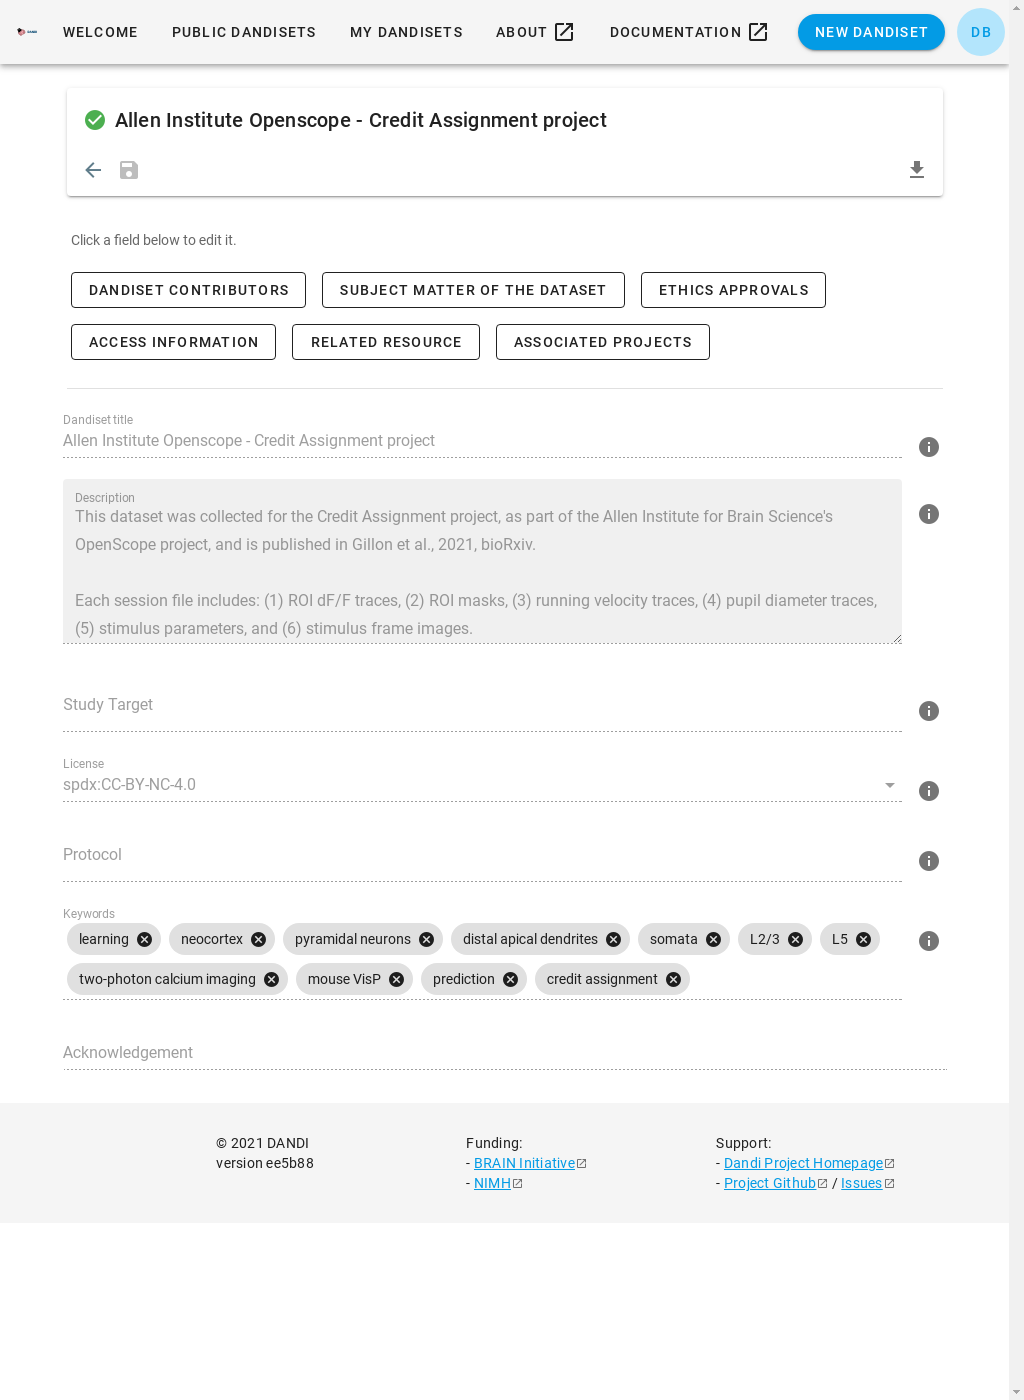 WELCOME PUBLIC DANDISETS MY DANDISETS ABOUT DOCUMENTATION NEW DANDISET DB
Allen Institute Openscope - Credit Assignment project
Click a field below to edit it.
DANDISET CONTRIBUTORS SUBJECT MATTER OF THE DATASET ETHICS APPROVALS
ACCESS INFORMATION RELATED RESOURCE ASSOCIATED PROJECTS
Dandiset title
Allen Institute Openscope - Credit Assignment project
Description
This dataset was collected for the Credit Assignment project, as part of the Allen Institute for Brain Science's
OpenScope project, and is published in Gillon et al., 2021, bioRxiv.
Each session file includes: (1) ROI dF/F traces, (2) ROI masks, (3) running velocity traces, (4) pupil diameter traces,
(5) stimulus parameters, and (6) stimulus frame images.
Study Target
License
spdx:CC-BY-NC-4.0
Protocol
Keywords
learning neocortex pyramidal neurons distal apical dendrites somata L2/3 L5
two-photon calcium imaging mouse VisP prediction credit assignment
Acknowledgement
© 2021 DANDI Funding: Support:
version ee5b88 - BRAIN Initiative - Dandi Project Homepage
- NIMH - Project Github / Issues